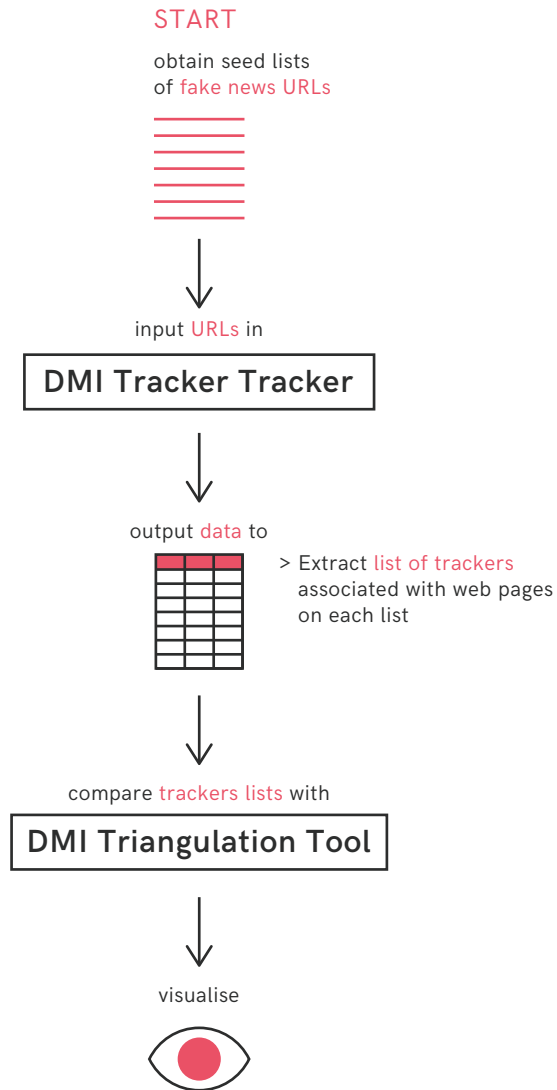 START
obtain seed lists
of fake news URLs
input URLs in
DMI Tracker Tracker
output data to
> Extract list of trackers
associated with web pages
on each list
compare trackers lists with
DMI Triangulation Tool
visualise